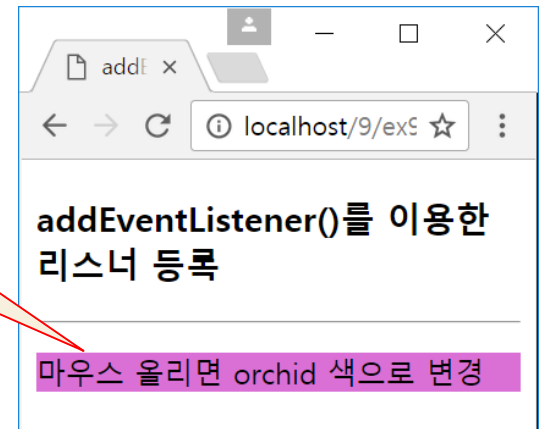 addE
localhost/9/ex9
addEventListener()를 이용한
리스너 등록
마우스 올리면 orchid 색으로 변경